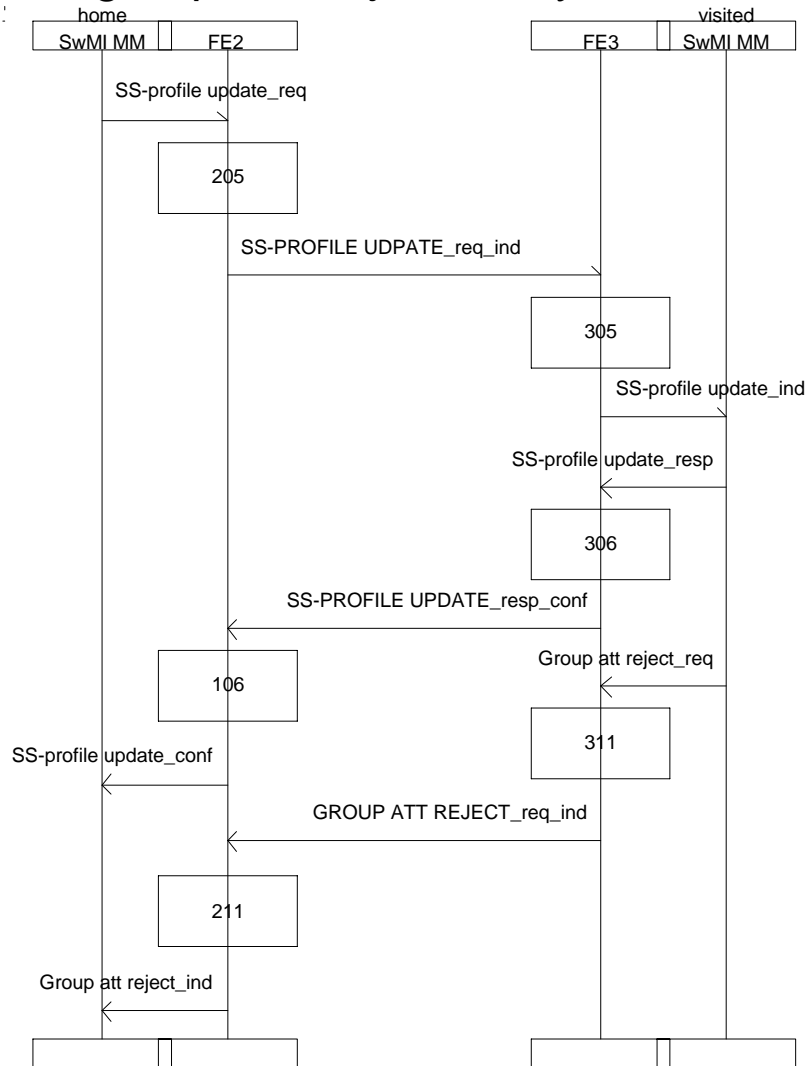 home
visited
SwMI MM
FE2
FE3
SwMI MM
SS-profile update_req
205
SS-PROFILE UDPATE_req_ind
305
SS-profile update_ind
SS-profile update_resp
306
SS-PROFILE UPDATE_resp_conf
Group att reject_req
106
311
SS-profile update_conf
GROUP ATT REJECT_req_ind
211
Group att reject_ind